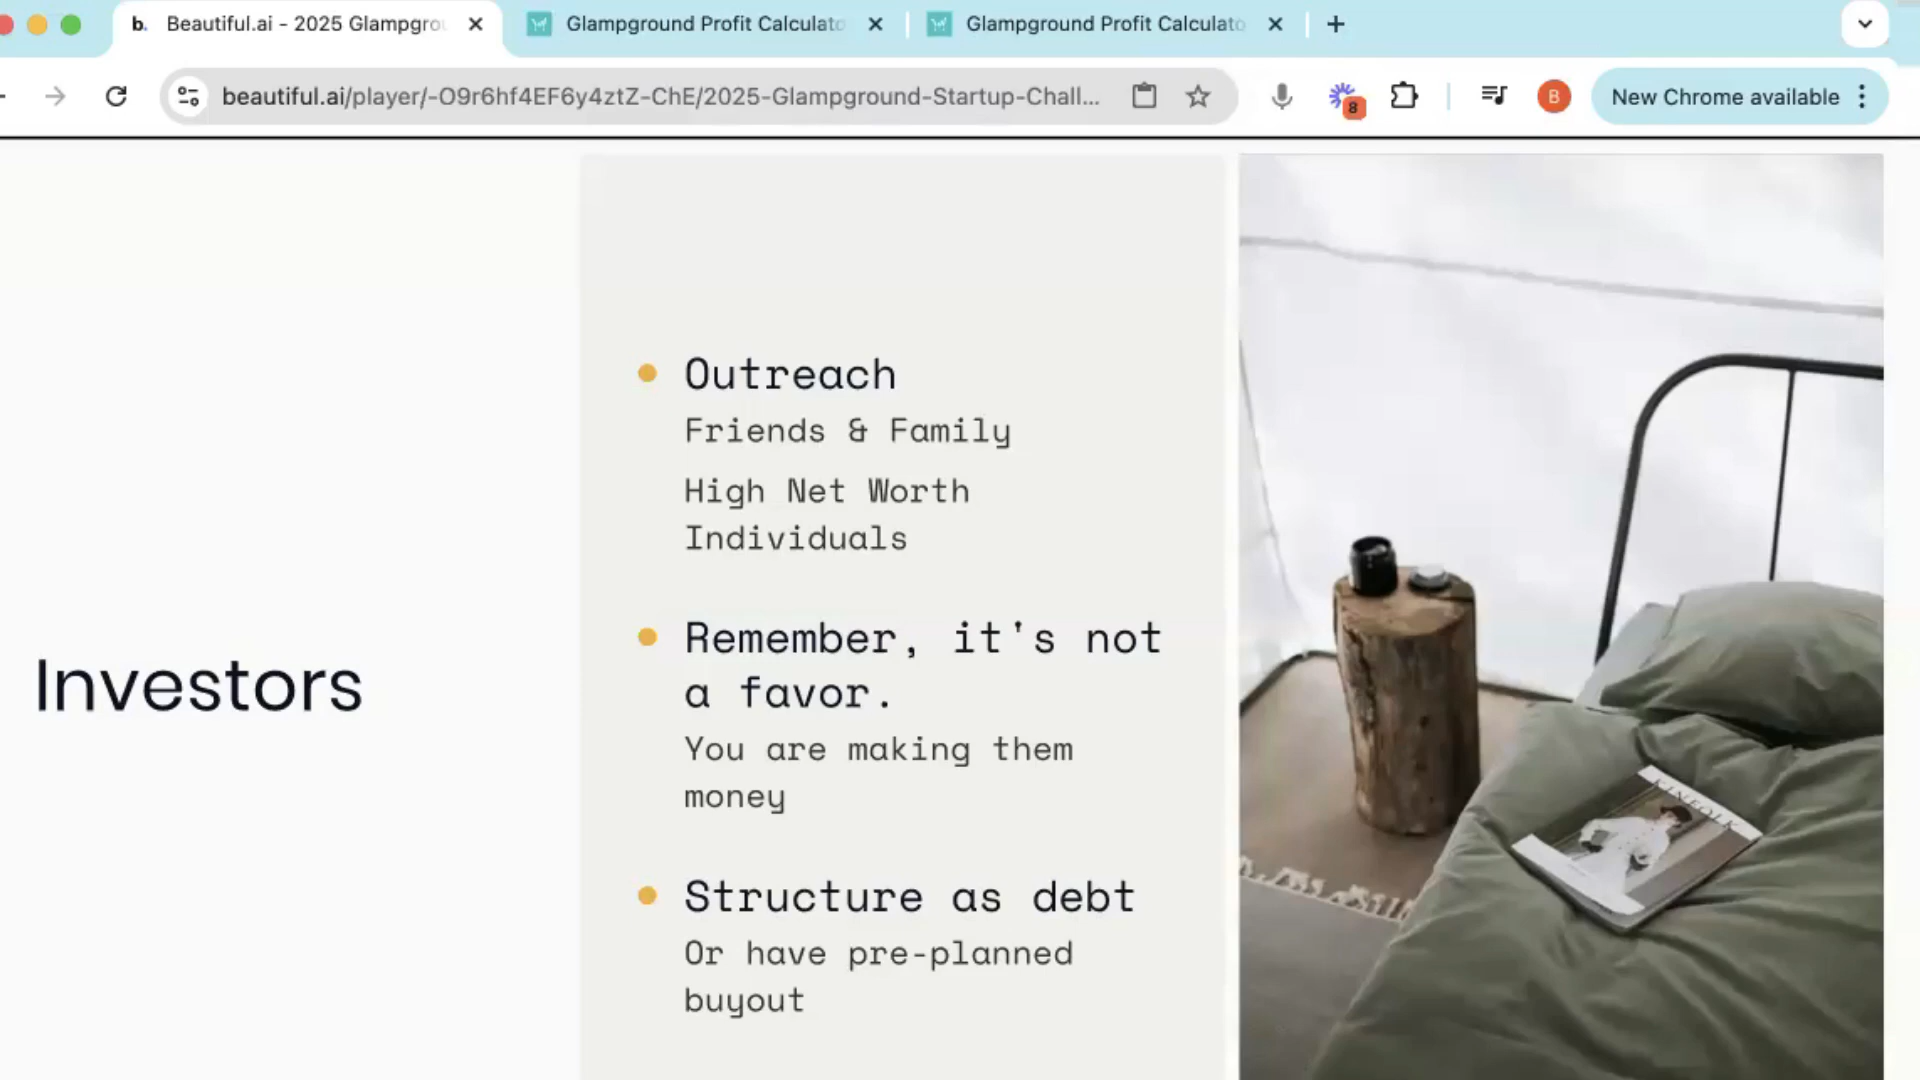 b. Beautiful.ai - 2025 Glampgro
Glampground Profit Calculato
Glampground Profit Calculato
beautiful.ai/player/-O9r6hf4EF6y4ztZ-ChE/2025-Glampground-Startup-Chall...
8
B
New Chrome available
Investors
Outreach
Friends & Family
High Net Worth
Individuals
Remember, it's not
a favor.
You are making them
money
Structure as debt
Or have pre-planned
buyout
KINFOLK